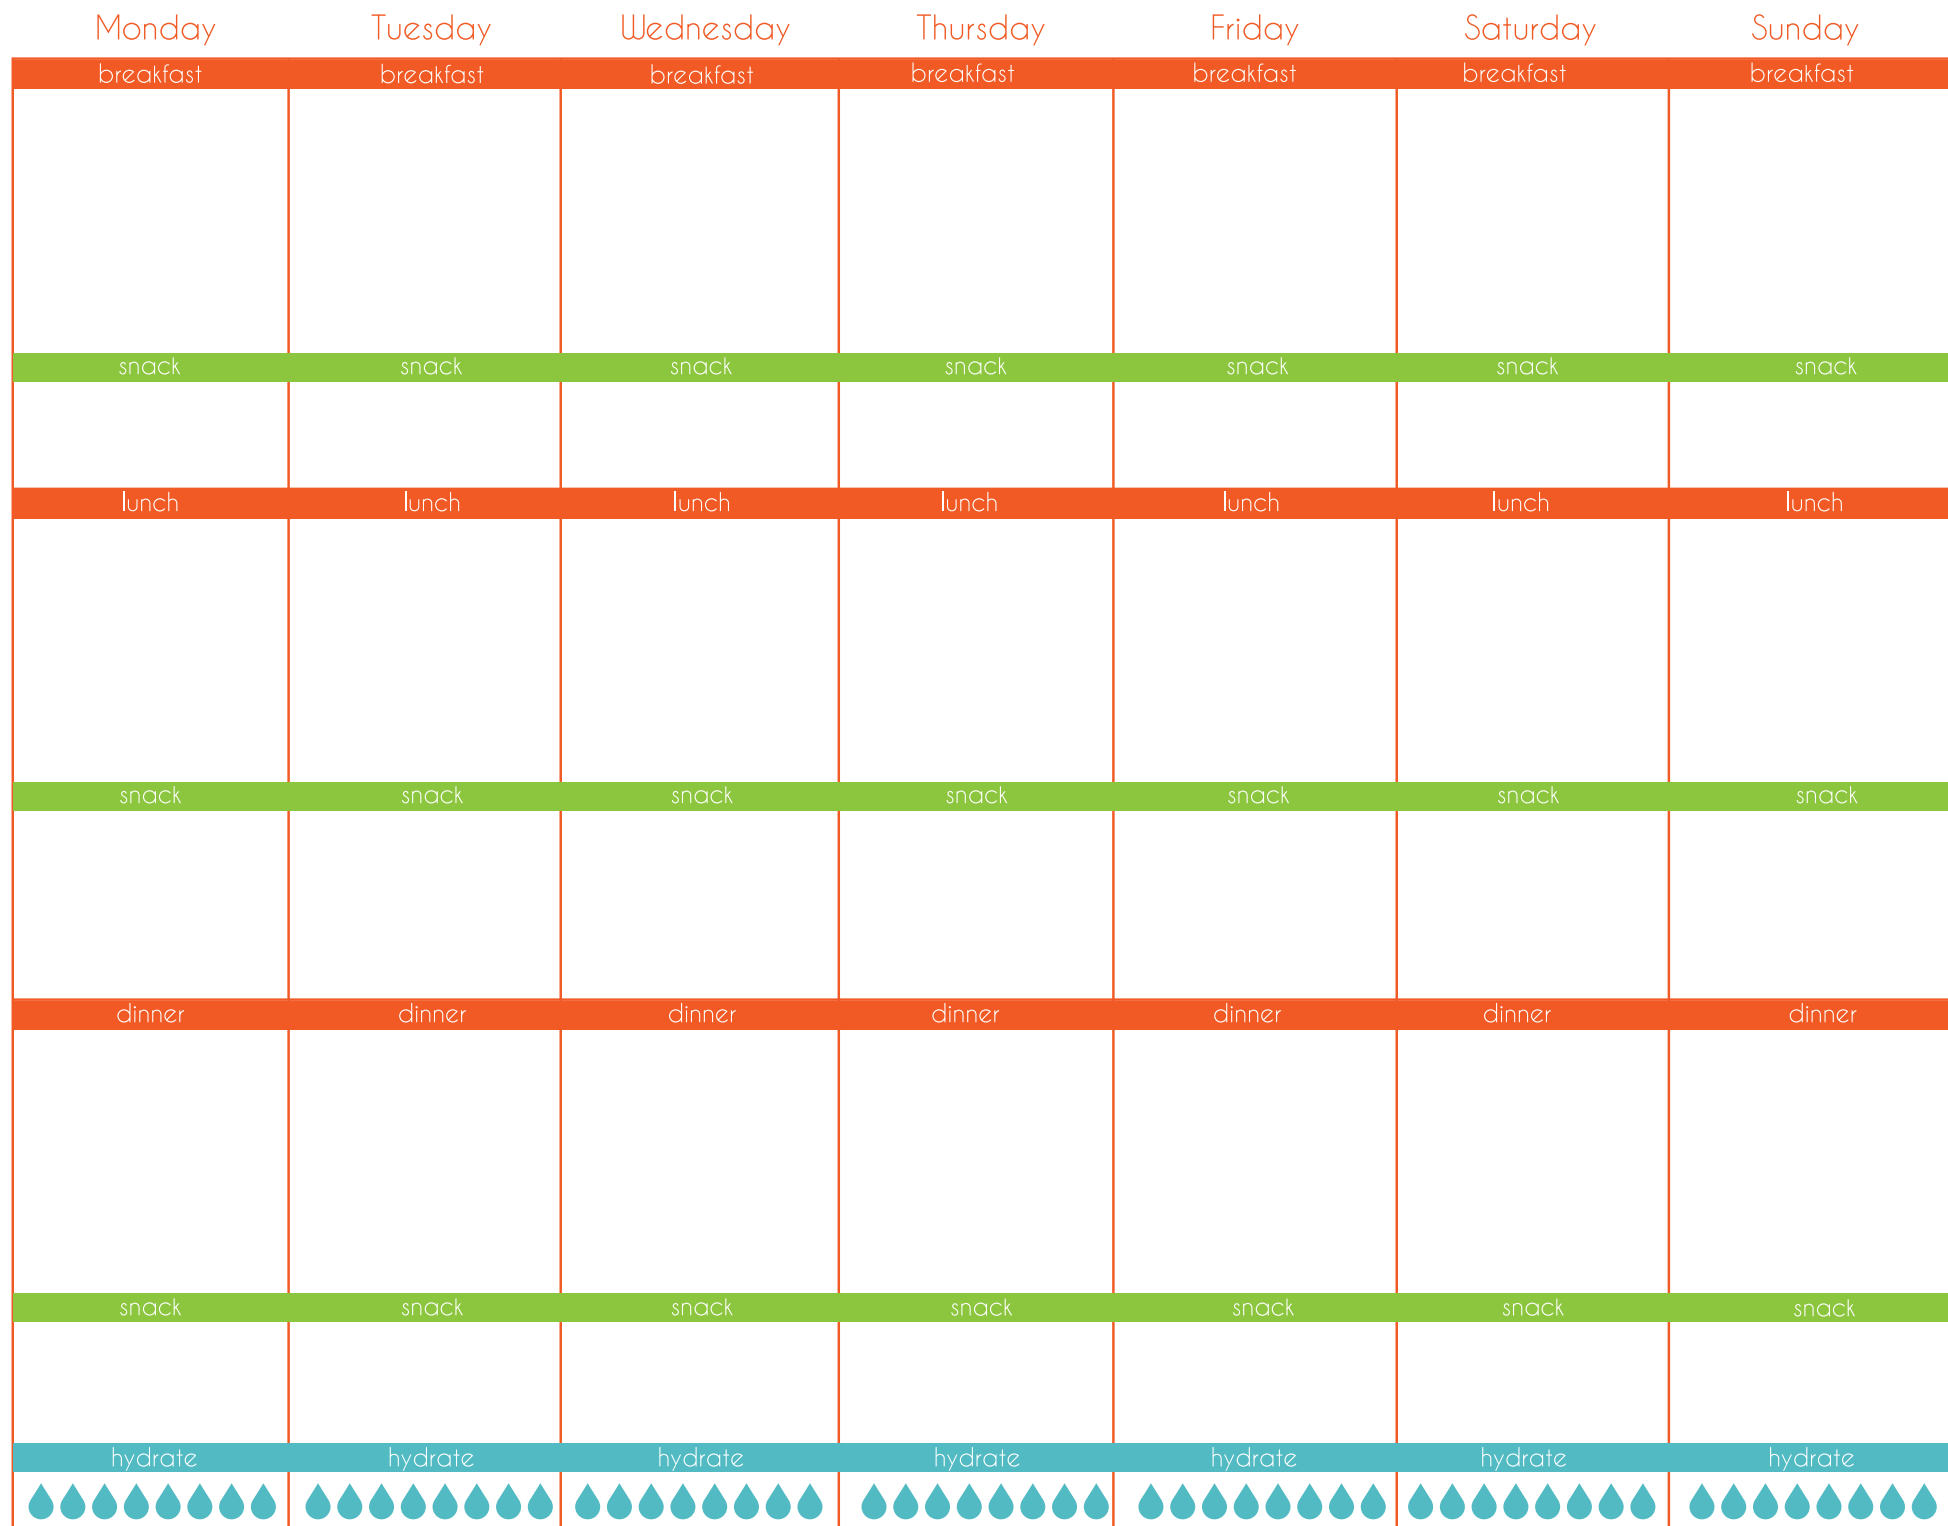 Monday Tuesday Wednesday Thursday Friday Saturday Sunday
breakfast breakfast breakfast breakfast breakfast breakfast breakfast
snack snack snack snack snack snack snack
lunch lunch lunch lunch lunch lunch lunch
snack snack snack snack snack snack snack
dinner dinner dinner dinner dinner dinner dinner
snack snack snack snack snack snack snack
hydrate hydrate hydrate hydrate hydrate hydrate hydrate